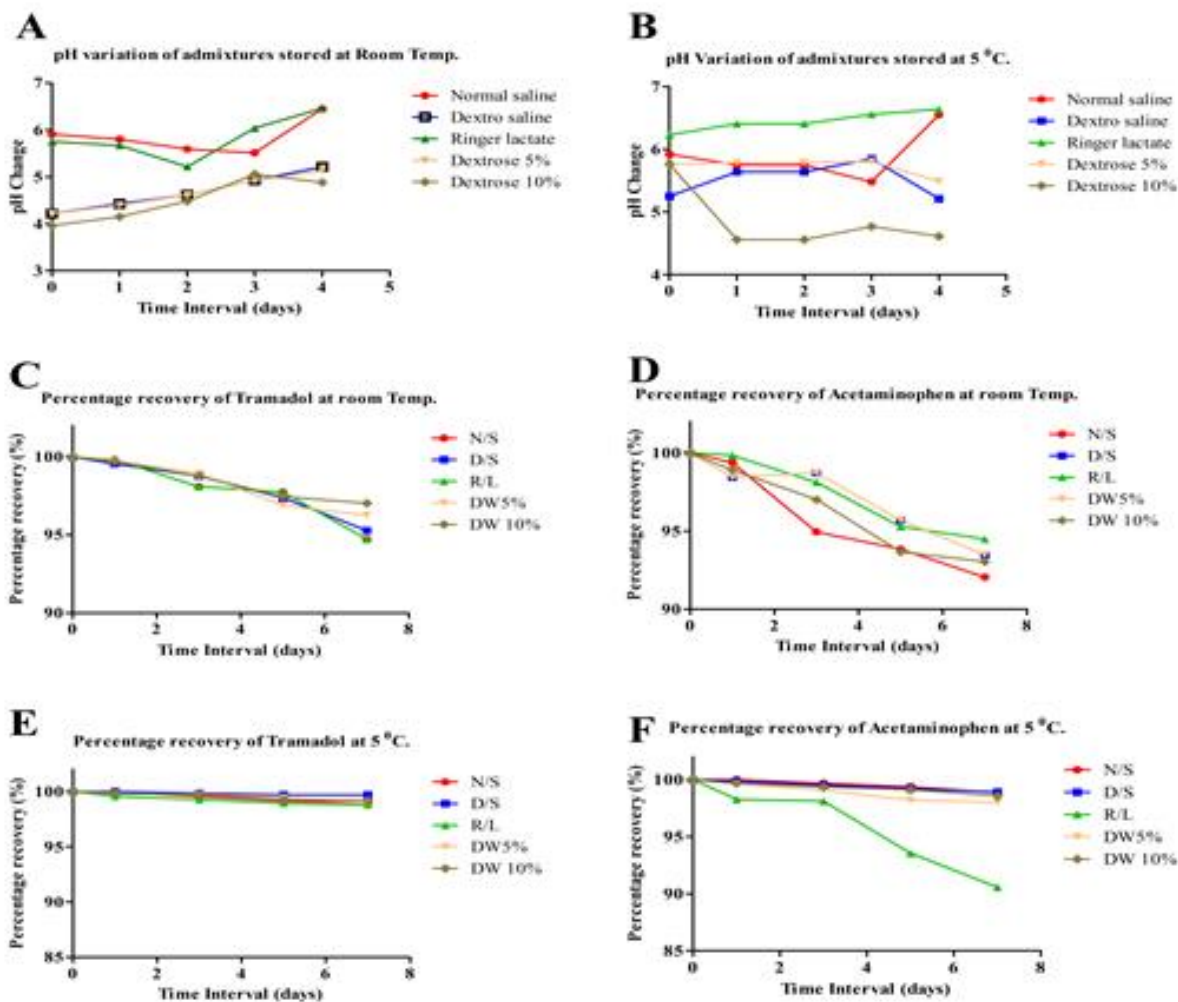 A
pH variation of admixtures stored at Room Temp.
7
6
5
4
3
pH Change
0 1 2 3 4 5
Time Interval (days)
Normal saline
Dextro saline
Ringer lactate
Dextrose 5%
Dextrose 10%
B
pH Variation of admixtures stored at 5 ⁰C.
7
6
5
4
pH Change
0 1 2 3 4 5
Time Interval (days)
Normal saline
Dextro saline
Ringer lactate
Dextrose 5%
Dextrose 10%
C
Percentage recovery of Tramadol at room Temp.
100
95
90
Percentage recovery (%)
0 2 4 6 8
Time Interval (days)
N/S
D/S
R/L
DW5%
DW 10%
D
Percentage recovery of Acetaminophen at room Temp.
100
95
90
Percentage recovery (%)
0 2 4 6 8
Time Interval (days)
N/S
D/S
R/L
DW5%
DW 10%
E
Percentage recovery of Tramadol at 5 ⁰C.
100
95
90
85
Percentage recovery (%)
0 2 4 6 8
Time Interval (days)
N/S
D/S
R/L
DW5%
DW 10%
F
Percentage recovery of Acetaminophen at 5 ⁰C.
100
95
90
85
Percentage recovery (%)
0 2 4 6 8
Time Interval (days)
N/S
D/S
R/L
DW5%
DW 10%